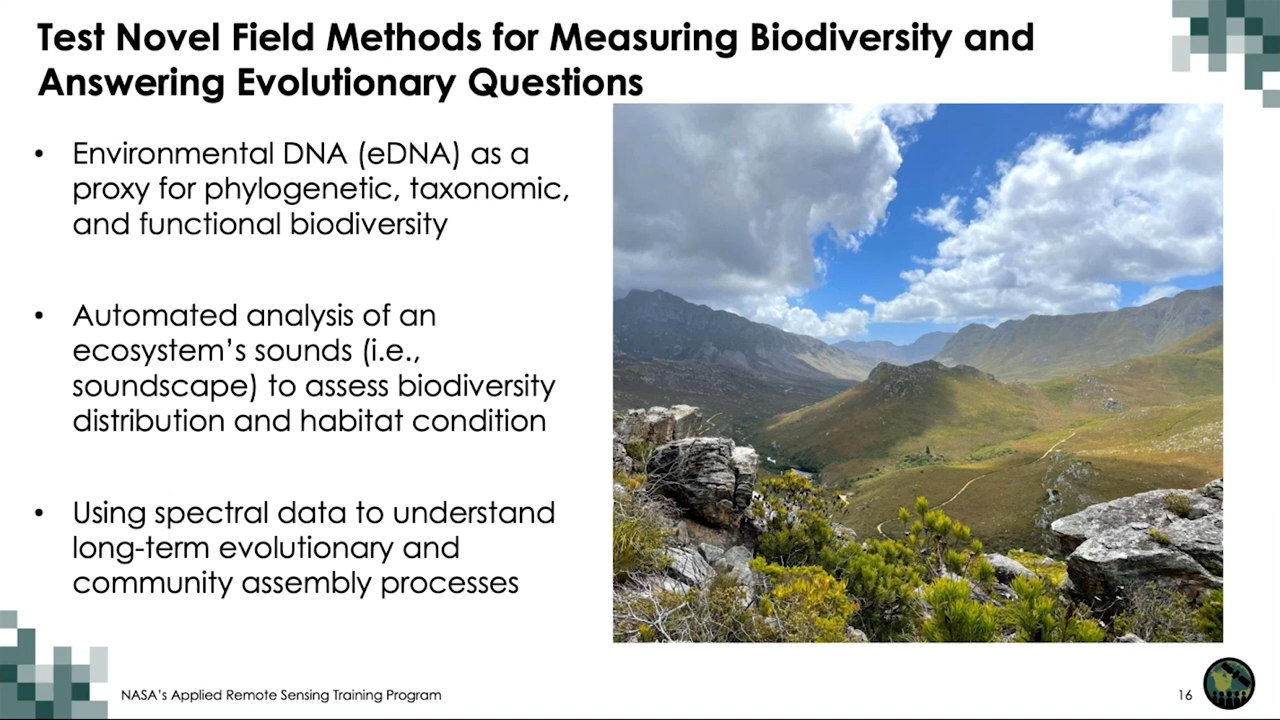 Test Novel Field Methods for Measuring Biodiversity and
Answering Evolutionary Questions
• Environmental DNA (eDNA) as a
proxy for phylogenetic, taxonomic,
and functional biodiversity
• Automated analysis of an
ecosystem’s sounds (i.e.,
soundscape) to assess biodiversity
distribution and habitat condition
• Using spectral data to understand
long-term evolutionary and
community assembly processes
NASA’s Applied Remote Sensing Training Program
16